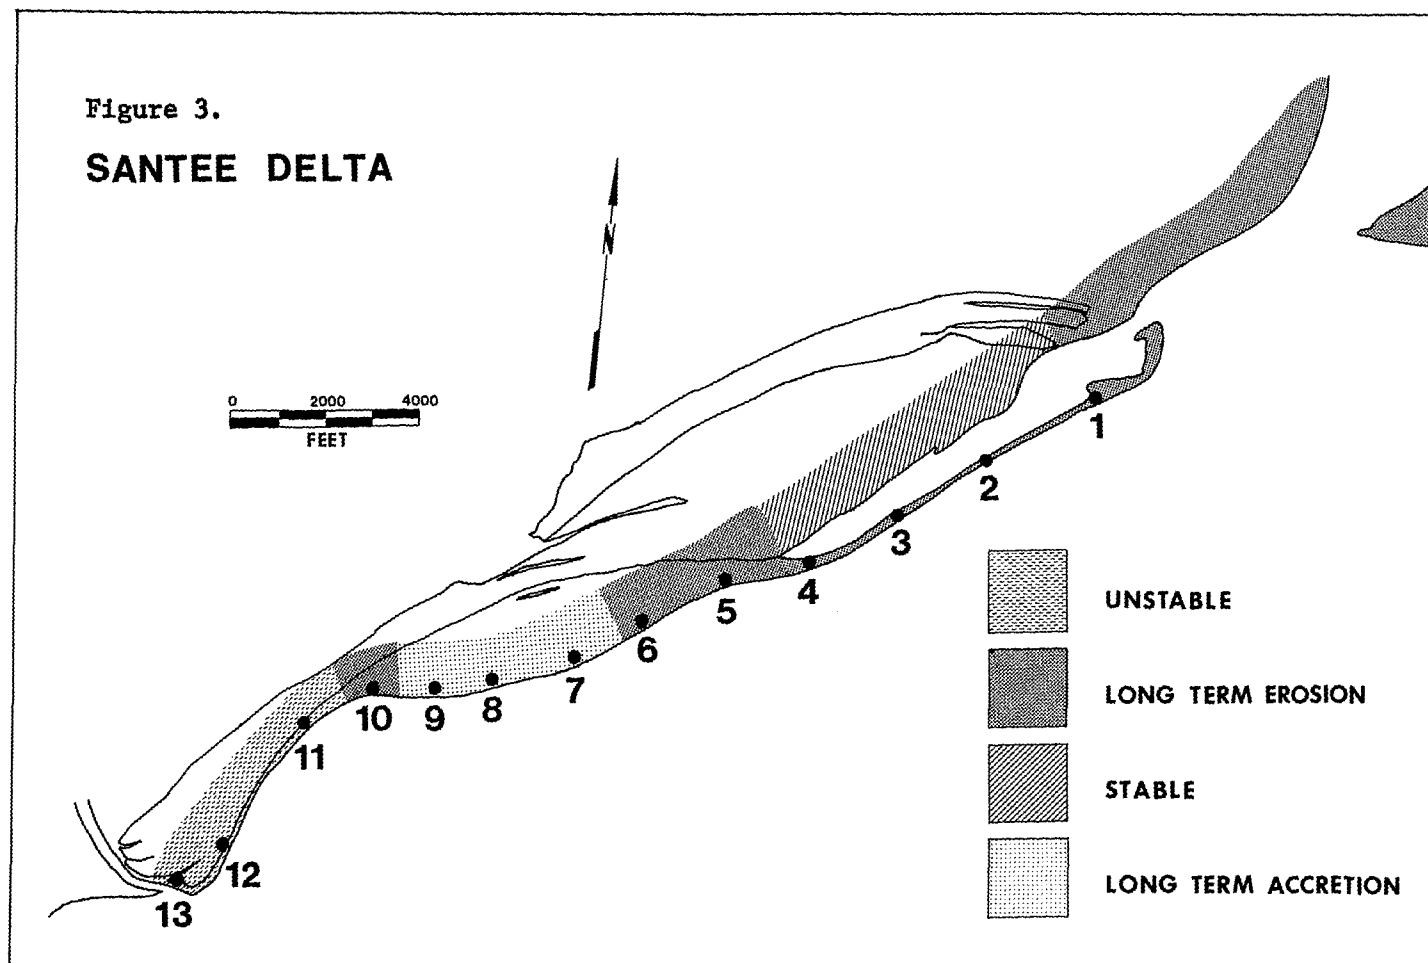 Figure 3.
SANTEE DELTA
N
0 2000 4000
FEET
1
2
3
4
5
6
7
8
9
10
11
12
13
UNSTABLE
LONG TERM EROSION
STABLE
LONG TERM ACCRETION